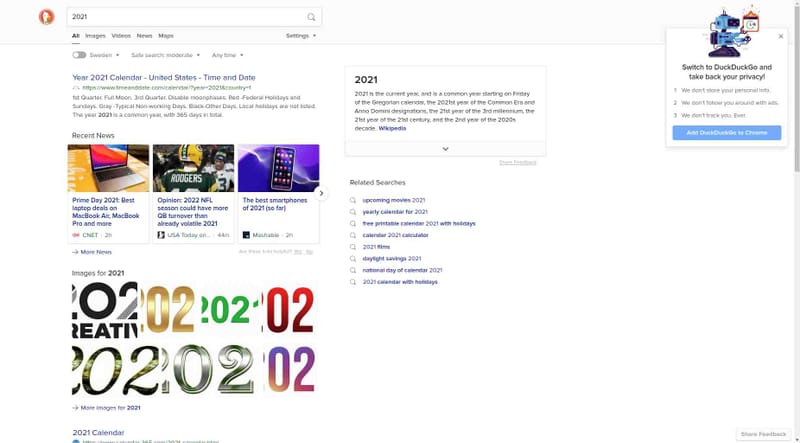 2021
All Images Videos News Maps Settings
Sweden Safe search: moderate Any time
Year 2021 Calendar - United States - Time and Date
https://www.timeanddate.com/calendar/?year=2021&country=1
1st Quarter. Full Moon. 3rd Quarter. Disable moonphases. Red -Federal Holidays and
Sundays. Gray -Typical Non-working Days. Black-Other Days. Local holidays are not listed.
The year 2021 is a common year, with 365 days in total.
Recent News
RODGERS
Prime Day 2021: Best
laptop deals on
MacBook Air, MacBook
Pro and more
CNET · 2h
Opinion: 2022 NFL
season could have more
QB turnover than
already volatile 2021
USA Today on... · 44m
The best smartphones
of 2021 (so far)
Mashable · 2h
→ More News
Are these links helpful? Yes No
Images for 2021
202
REATIV
202
2021
202
202
202
202
→ More Images for 2021
2021 Calendar
2021
2021 is the current year, and is a common year starting on Friday
of the Gregorian calendar, the 2021st year of the Common Era and
Anno Domini designations, the 21st year of the 3rd millennium, the
21st year of the 21st century, and the 2nd year of the 2020s
decade. Wikipedia
Share Feedback
Related Searches
upcoming movies 2021
yearly calendar for 2021
free printable calendar 2021 with holidays
calendar 2021 calculator
2021 films
daylight savings 2021
national day of calendar 2021
2021 calendar with holidays
Switch to DuckDuckGo and
take back your privacy!
1 We don't store your personal info.
2 We don't follow you around with ads.
3 We don't track you. Ever.
Add DuckDuckGo to Chrome
Share Feedback